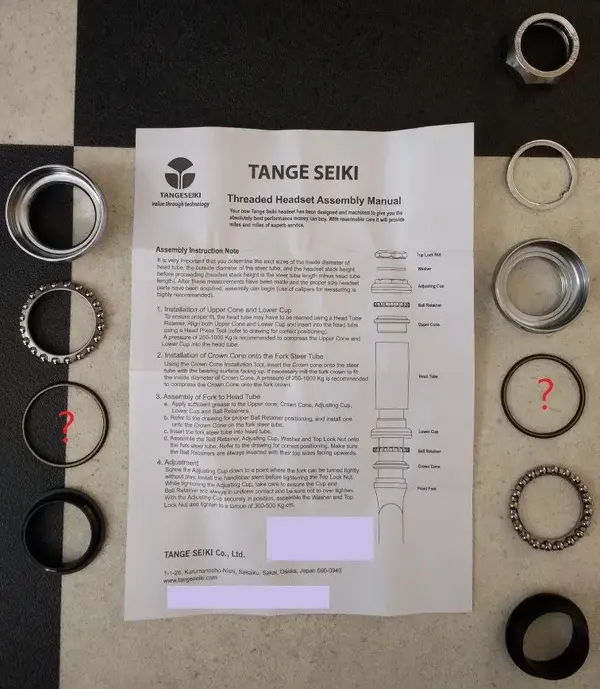 TANGE SEIKI
TANGESEIKI
value through technology
Threaded Headset Assembly Manual
Your new Tange Seiki headset has been designed and machined to give you the
absolutely best performance money can buy. With reasonable care it will provide
miles and miles of superb service.
Assembly Instruction Note
It is very important that you determine the exact sizes of the inside diameter of
head tube, the outside diameter of the steer tube, and the headset stack height
before proceeding (headset stack height is the steer tube length minus head tube
length). After these measurements have been made and the proper size headset
parts have been acquired, assembly can begin (use of calipers for measuring is
highly recommended).
1. Installation of Upper Cone and Lower Cup
To ensure proper fit, the head tube may have to be reamed using a Head Tube
Retainer. Align both Upper Cone and Lower Cup and insert into the head tube
using a Head Press Tool (refer to drawing for correct positioning).
A pressure of 250-1000 Kg is recommended to compress the Upper Cone and
Lower Cup into the head tube.
2. Installation of Crown Cone onto the Fork Steer Tube
Using the Crown Cone Installation Tool, insert the Crown Cone onto the steer
tube with the bearing surface facing up. If necessary mill the fork crown to fit
the inside diameter of Crown Cone. A pressure of 250-1000 Kg is recommended
to compress the Crown Cone onto the fork crown.
3. Assembly of Fork to Head Tube
a. Apply sufficient grease to the Upper cone, Crown Cone, Adjusting Cup,
Lower Cup and Ball Retainers.
b. Refer to the drawing for proper Ball Retainer positioning, and install one
onto the Crown Cone on the fork steer tube.
c. Insert the fork steer tube into head tube.
d. Assemble the Ball Retainer, Adjusting Cup, Washer and Top Lock Nut onto
the fork steer tube. Refer to the drawing for correct positioning. Make sure
the Ball Retainers are always inserted with their top sides facing upwards.
4. Adjustment
Screw the Adjusting Cup down to a point where the fork can be turned lightly
without play. Install the handlebar stem before tightening the Top Lock Nut.
While tightening the Adjusting Cup, take care to ensure the Cup and
Ball Retainer are always in uniform contact and be sure not to over tighten.
With the Adjusting Cup securely in position, assemble the Washer and Top
Lock Nut and tighten to a torque of 300-500 Kg.cm.
Top Lock Nut
Washer
Adjusting Cup
Ball Retainer
Upper Cone
Head Tube
Lower Cup
Ball Retainer
Crown Cone
Front Fork
?
?
TANGE SEIKI Co., Ltd.
1-1-26, Kalumanosho-Nishi, Sakaiku, Sakai, Osaka, Japan 590-0943
www.tangeseiki.com